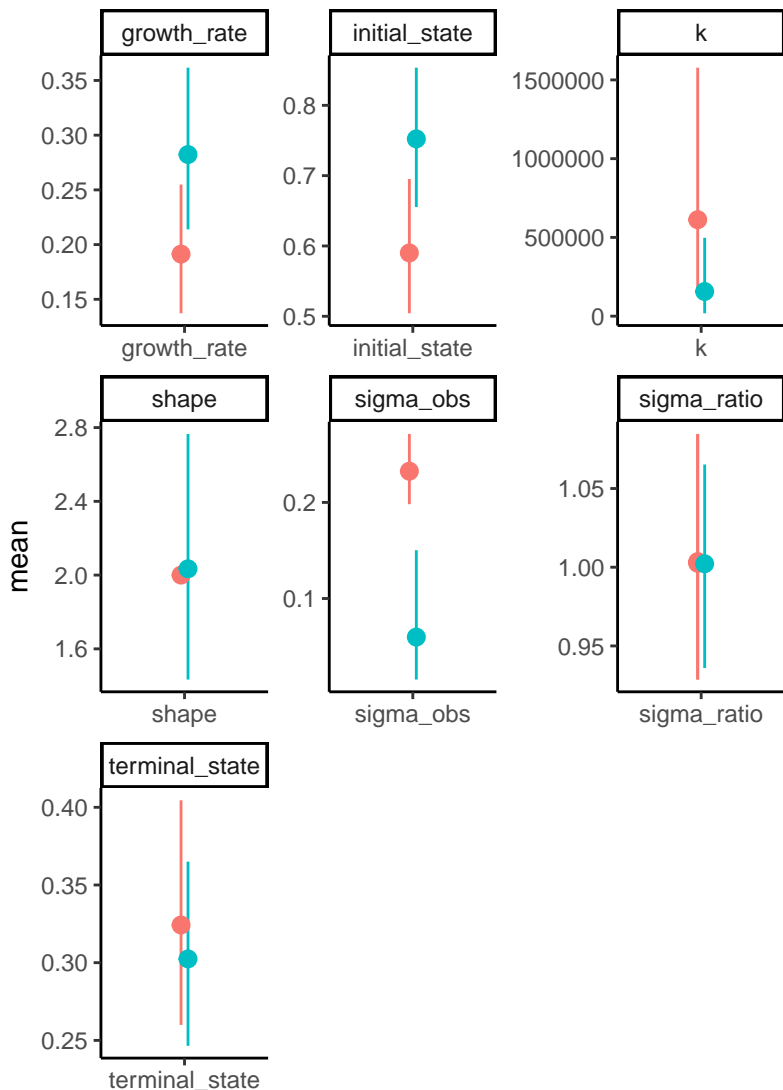 growth_rate
initial_state
k
0.35
0.30
0.25
0.20
0.15
0.8
0.7
0.6
0.5
1500000
1000000
500000
0
growth_rate
initial_state
k
shape
sigma_obs
sigma_ratio
mean
2.8
2.4
2.0
1.6
0.2
0.1
1.05
1.00
0.95
shape
sigma_obs
sigma_ratio
terminal_state
0.40
0.35
0.30
0.25
terminal_state